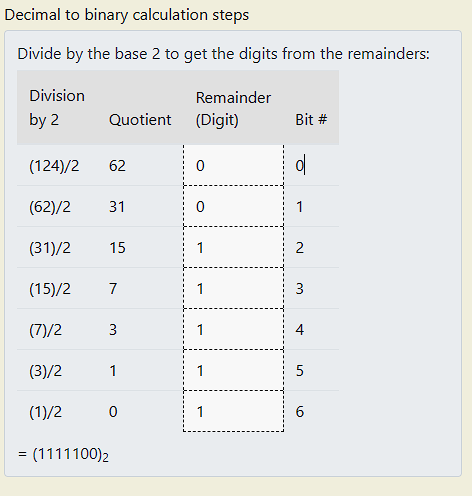 Decimal to binary calculation steps
Divide by the base 2 to get the digits from the remainders:
Division by 2 Quotient Remainder (Digit) Bit #
(124)/2 62 0 0
(62)/2 31 0 1
(31)/2 15 1 2
(15)/2 7 1 3
(7)/2 3 1 4
(3)/2 1 1 5
(1)/2 0 1 6
= (1111100)₂